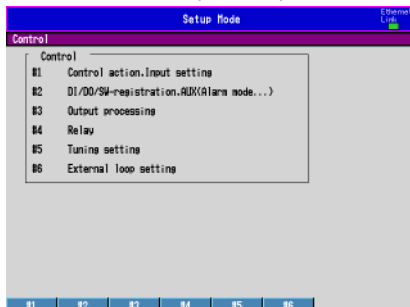 Setup Mode
Ethernet
Link
Control
Control
#1 Control action.Input setting
#2 DI/DO/SW-registration.AUX(Alarm mode...)
#3 Output processing
#4 Relay
#5 Tuning setting
#6 External loop setting
#1 #2 #3 #4 #5 #6